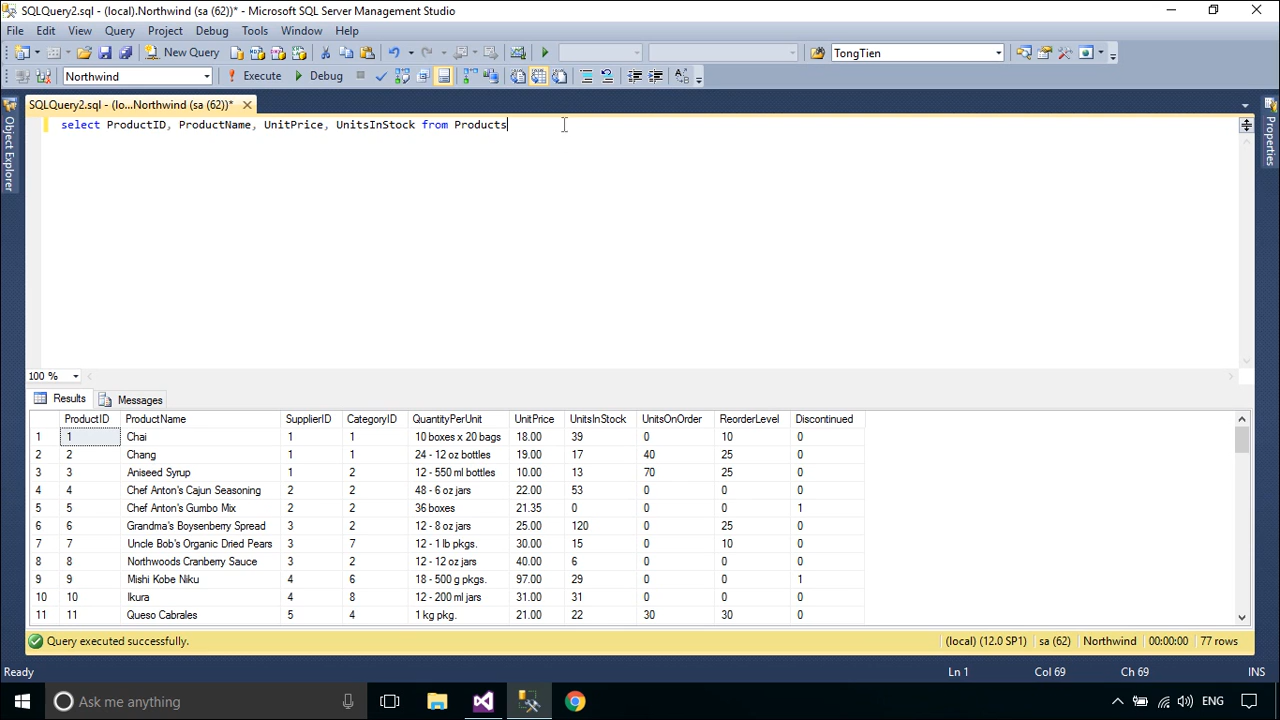 SQLQuery2.sql - (local).Northwind (sa (62))* - Microsoft SQL Server Management Studio
File Edit View Query Project Debug Tools Window Help
New Query TongTien
Northwind Execute Debug
SQLQuery2.sql - (lo...Northwind (sa (62))*
Object Explorer
Properties
select ProductID, ProductName, UnitPrice, UnitsInStock from Products
100 %
Results Messages
ProductID ProductName SupplierID CategoryID QuantityPerUnit UnitPrice UnitsInStock UnitsOnOrder ReorderLevel Discontinued
1 1 Chai 1 1 10 boxes x 20 bags 18.00 39 0 10 0
2 2 Chang 1 1 24 - 12 oz bottles 19.00 17 40 25 0
3 3 Aniseed Syrup 1 2 12 - 550 ml bottles 10.00 13 70 25 0
4 4 Chef Anton's Cajun Seasoning 2 2 48 - 6 oz jars 22.00 53 0 0 0
5 5 Chef Anton's Gumbo Mix 2 2 36 boxes 21.35 0 0 0 1
6 6 Grandma's Boysenberry Spread 3 2 12 - 8 oz jars 25.00 120 0 25 0
7 7 Uncle Bob's Organic Dried Pears 3 7 12 - 1 lb pkgs. 30.00 15 0 10 0
8 8 Northwoods Cranberry Sauce 3 2 12 - 12 oz jars 40.00 6 0 0 0
9 9 Mishi Kobe Niku 4 6 18 - 500 g pkgs. 97.00 29 0 0 1
10 10 Ikura 4 8 12 - 200 ml jars 31.00 31 0 0 0
11 11 Queso Cabrales 5 4 1 kg pkg. 21.00 22 30 30 0
Query executed successfully. (local) (12.0 SP1) sa (62) Northwind 00:00:00 77 rows
Ready Ln 1 Col 69 Ch 69 INS
Ask me anything ENG